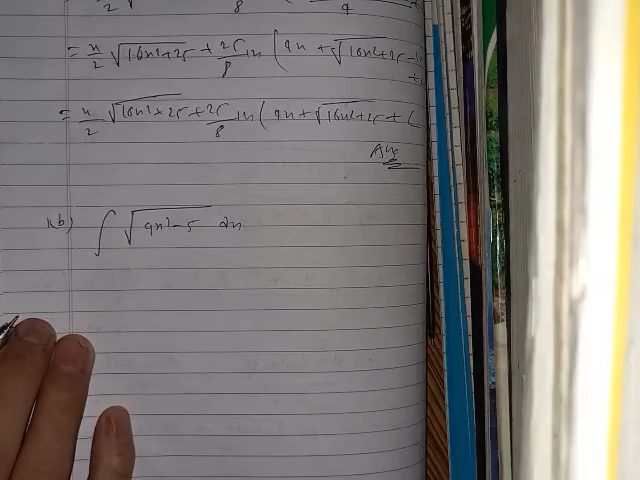 = x/2 √16x²+25 + 25/8 ln (4x + √16x²+25
= x/2 √16x²+25 + 25/8 ln (4x + √16x²+25 + C
Ans
1(b) ∫ √4x²-5 dx